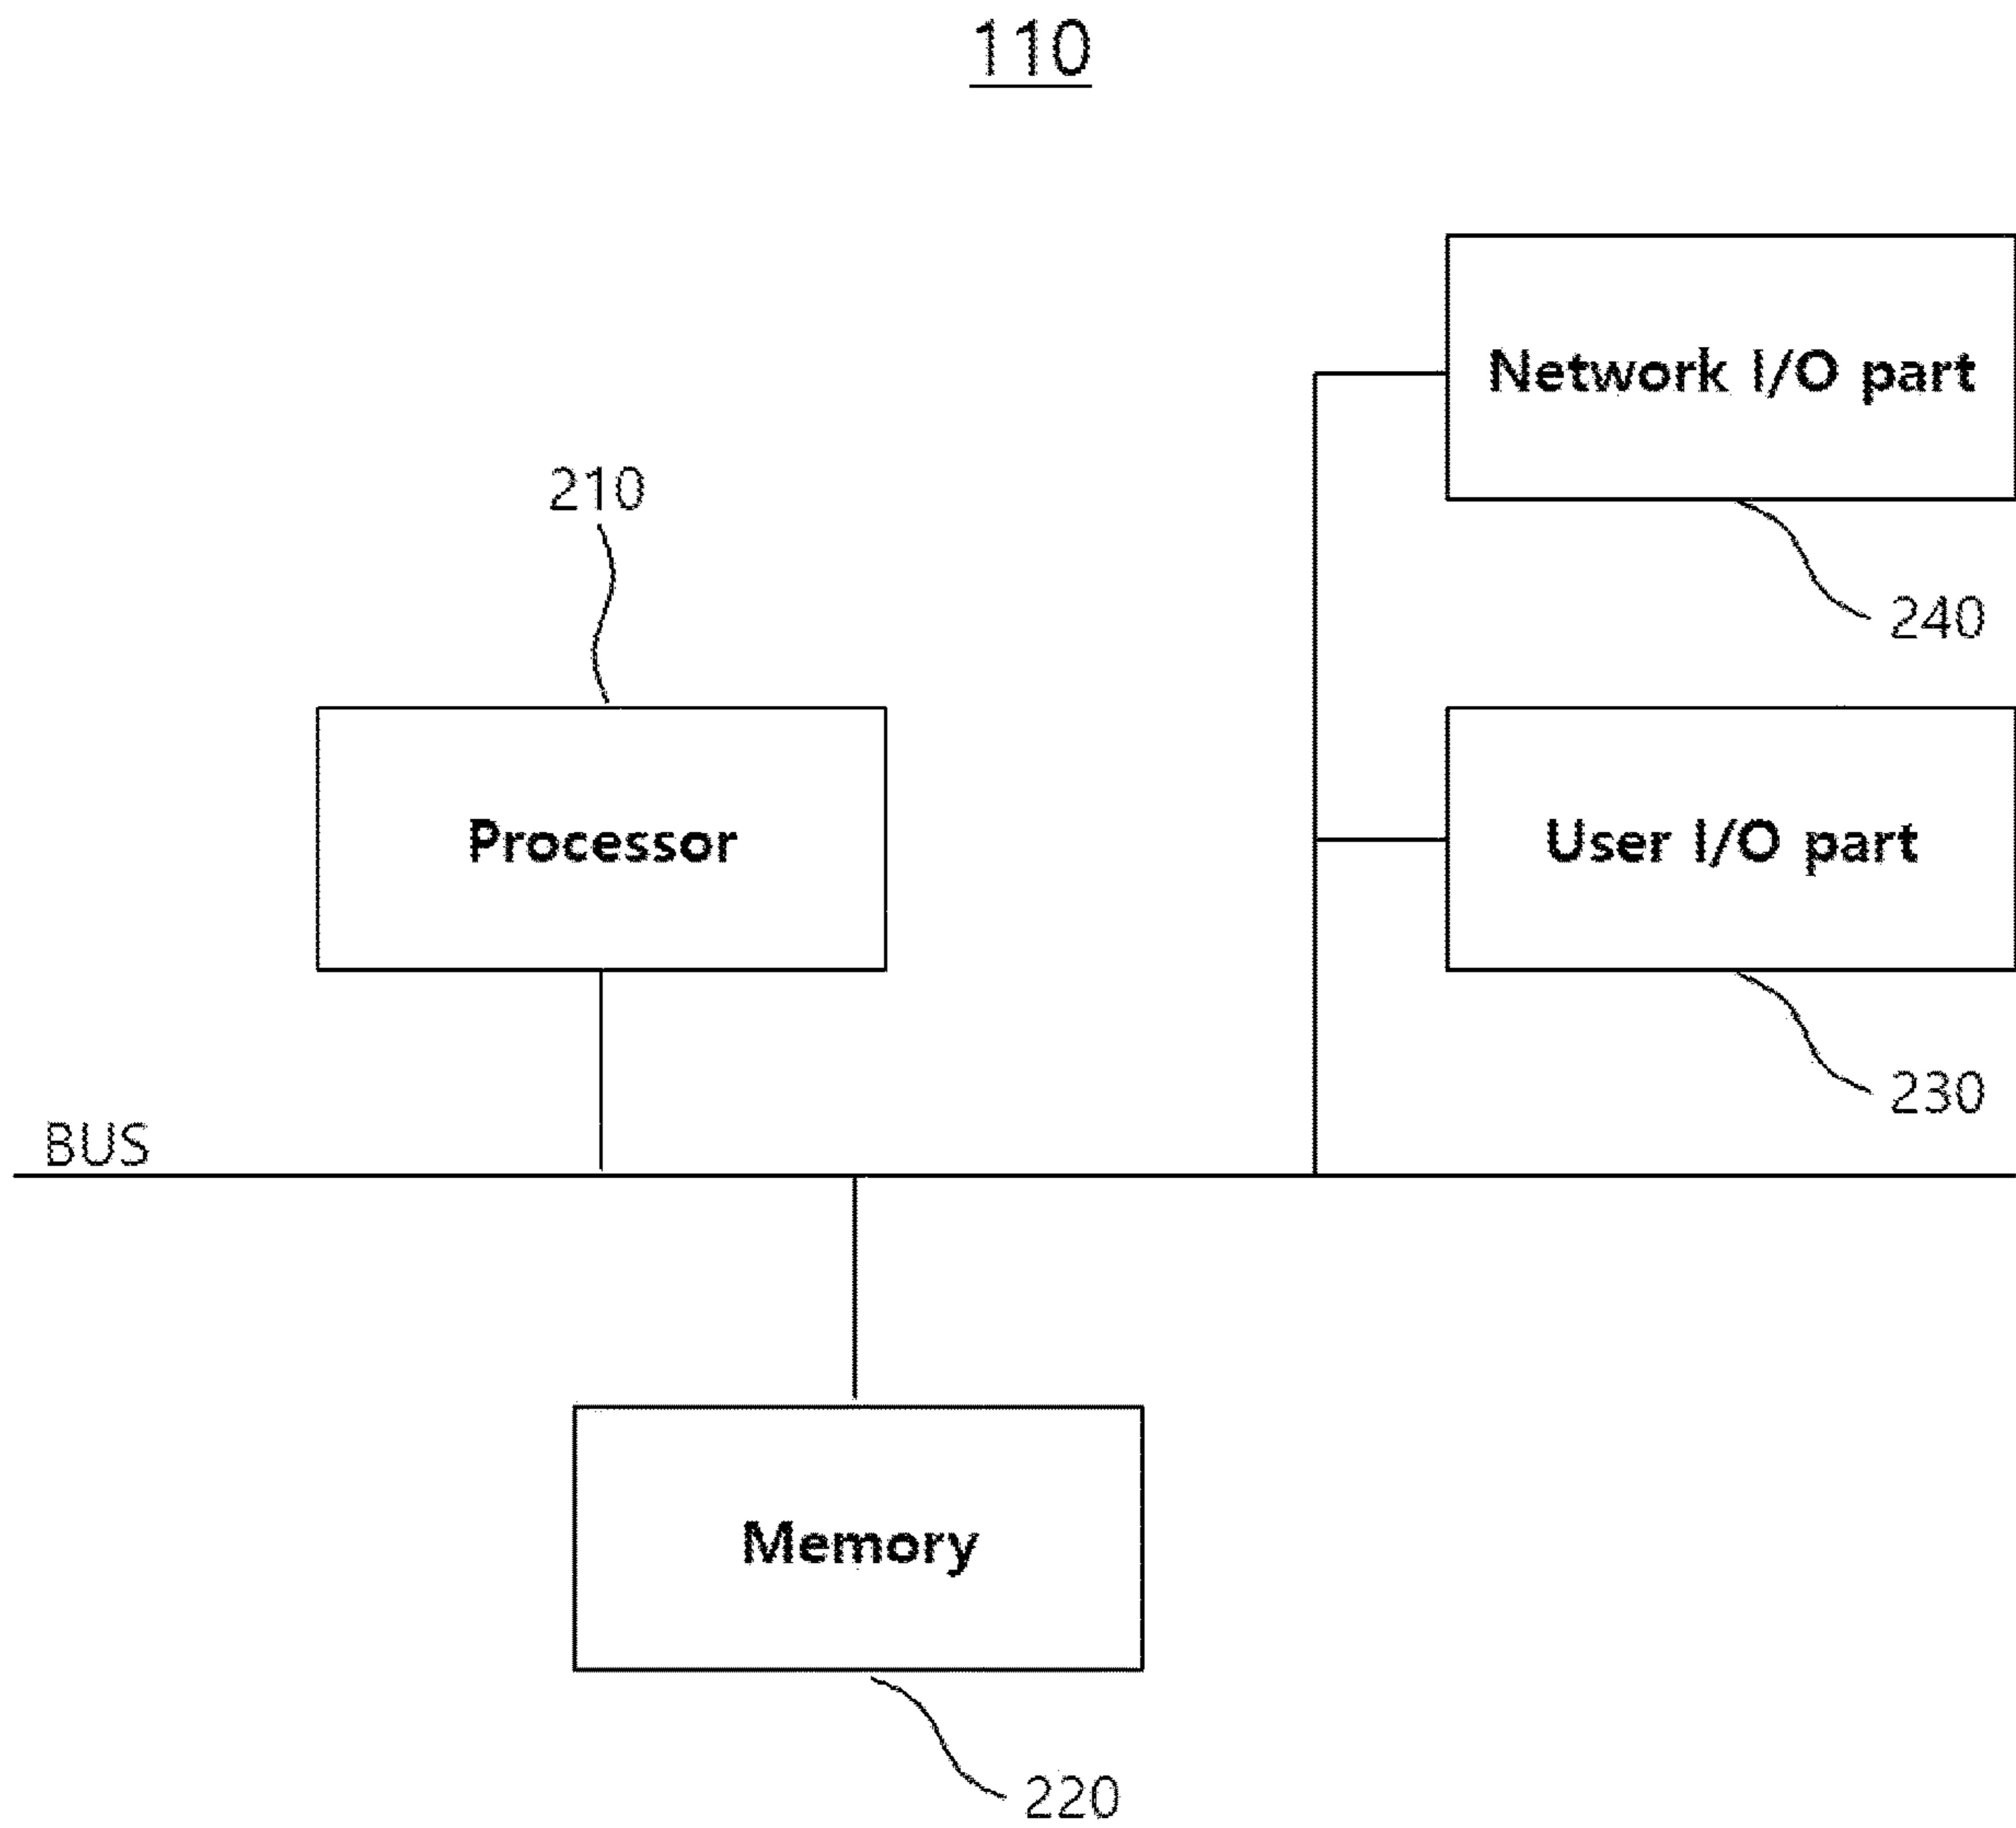 110
Network I/O part
210
240
Processor
User I/O part
230
BUS
Memory
220